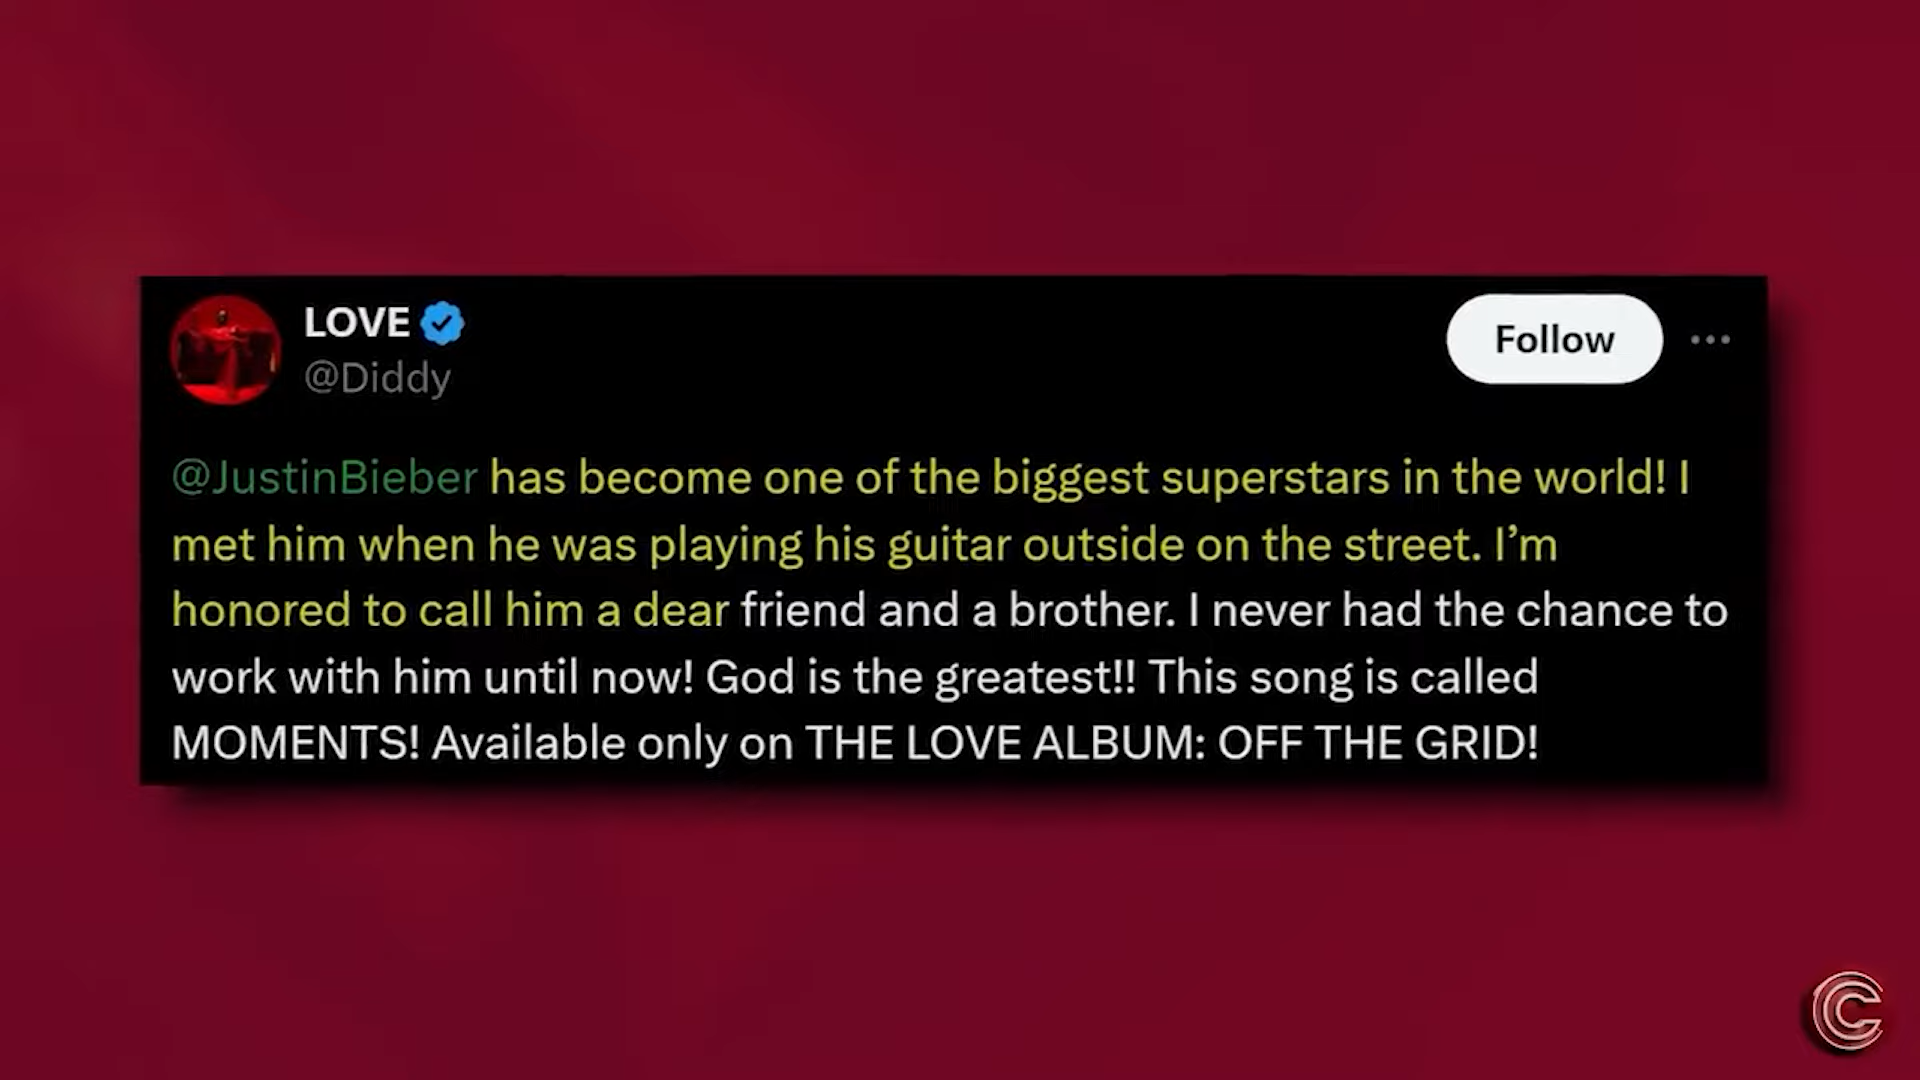 LOVE
@Diddy
Follow
@JustinBieber has become one of the biggest superstars in the world! I
met him when he was playing his guitar outside on the street. I’m
honored to call him a dear friend and a brother. I never had the chance to
work with him until now! God is the greatest!! This song is called
MOMENTS! Available only on THE LOVE ALBUM: OFF THE GRID!